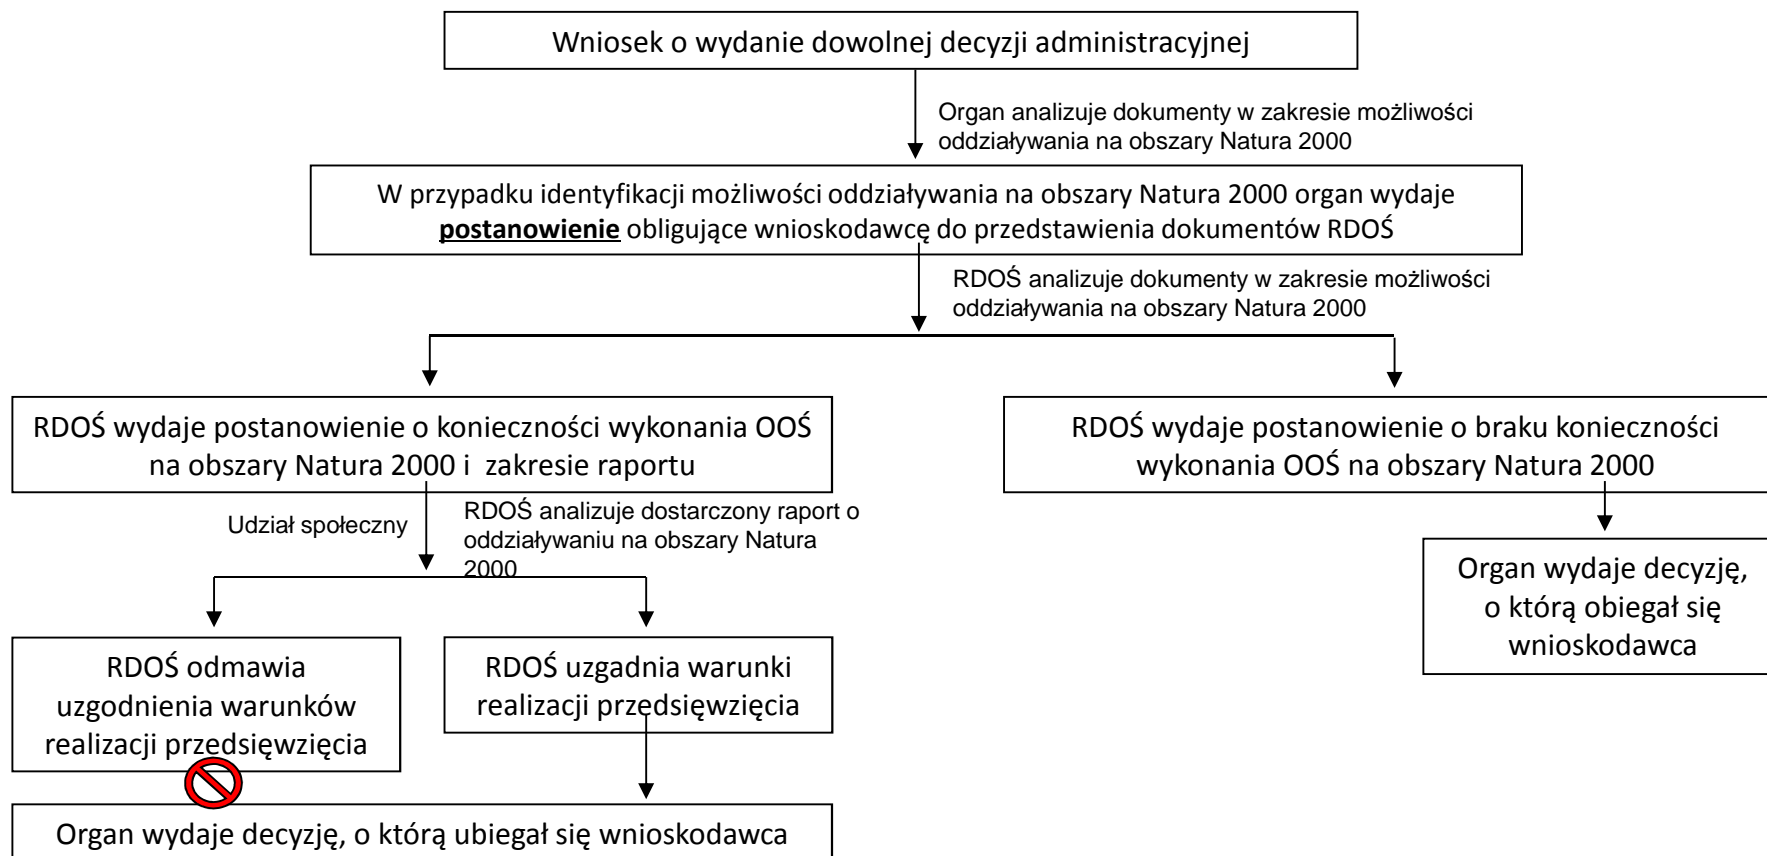 Wniosek o wydanie dowolnej decyzji administracyjnej
Organ analizuje dokumenty w zakresie możliwości
oddziaływania na obszary Natura 2000
W przypadku identyfikacji możliwości oddziaływania na obszary Natura 2000 organ wydaje
postanowienie obligujące wnioskodawcę do przedstawienia dokumentów RDOŚ
RDOŚ analizuje dokumenty w zakresie możliwości
oddziaływania na obszary Natura 2000
RDOŚ wydaje postanowienie o konieczności wykonania OOŚ
na obszary Natura 2000 i zakresie raportu
RDOŚ wydaje postanowienie o braku konieczności
wykonania OOŚ na obszary Natura 2000
Udział społeczny
RDOŚ analizuje dostarczony raport o
oddziaływaniu na obszary Natura
2000
Organ wydaje decyzję,
o którą obiegał się
wnioskodawca
RDOŚ odmawia
uzgodnienia warunków
realizacji przedsięwzięcia
RDOŚ uzgadnia warunki
realizacji przedsięwzięcia
Organ wydaje decyzję, o którą ubiegał się wnioskodawca